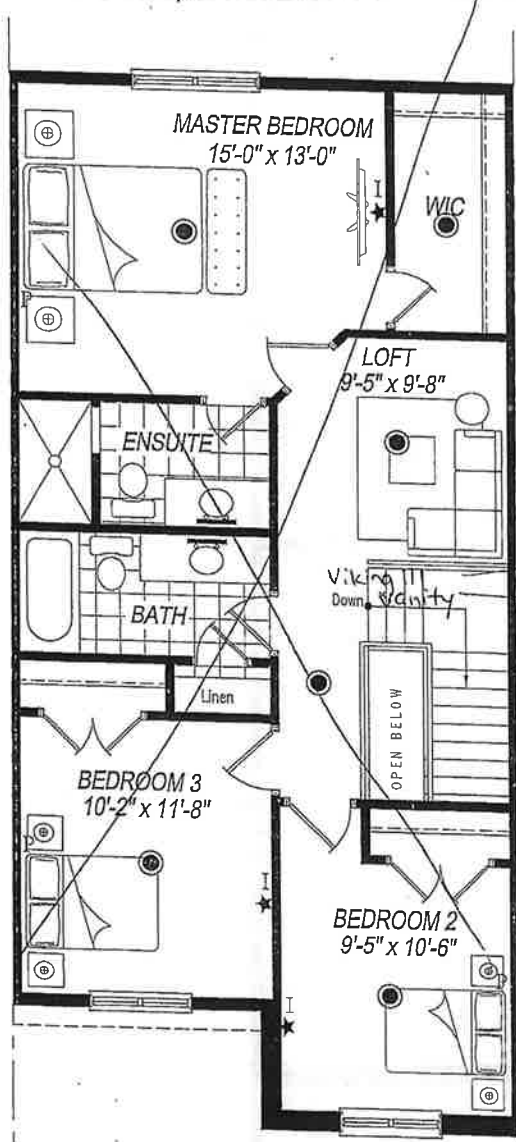 MASTER BEDROOM
15'-0" x 13'-0"
I
WIC
P
LOFT
9'-5" x 9'-8"
ENSUITE
Viking
Down
Vanity
BATH
OPEN BELOW
Linen
BEDROOM 3
10'-2" x 11'-8"
P
I
BEDROOM 2
9'-5" x 10'-6"
P
I